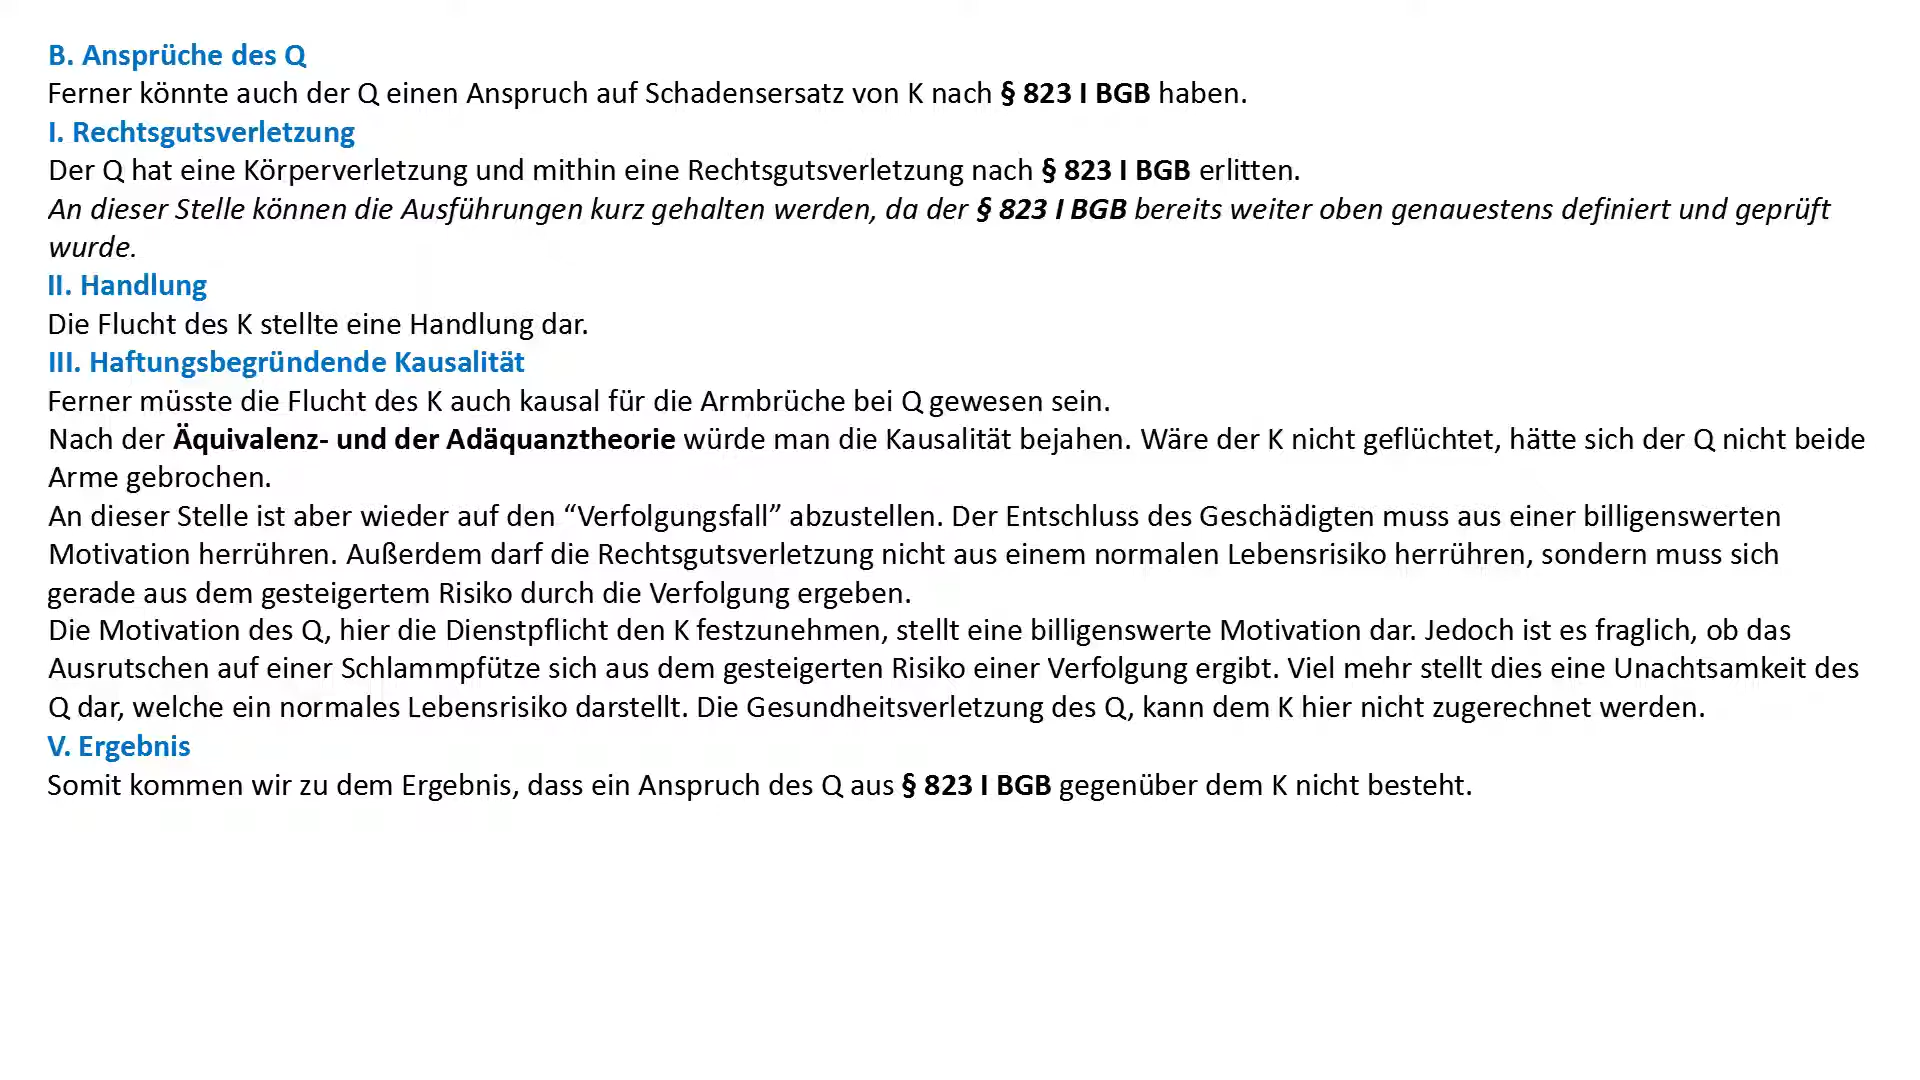 B. Ansprüche des Q
Ferner könnte auch der Q einen Anspruch auf Schadensersatz von K nach § 823 I BGB haben.
I. Rechtsgutsverletzung
Der Q hat eine Körperverletzung und mithin eine Rechtsgutsverletzung nach § 823 I BGB erlitten.
An dieser Stelle können die Ausführungen kurz gehalten werden, da der § 823 I BGB bereits weiter oben genauestens definiert und geprüft
wurde.
II. Handlung
Die Flucht des K stellte eine Handlung dar.
III. Haftungsbegründende Kausalität
Ferner müsste die Flucht des K auch kausal für die Armbrüche bei Q gewesen sein.
Nach der Äquivalenz- und der Adäquanztheorie würde man die Kausalität bejahen. Wäre der K nicht geflüchtet, hätte sich der Q nicht beide
Arme gebrochen.
An dieser Stelle ist aber wieder auf den “Verfolgungsfall” abzustellen. Der Entschluss des Geschädigten muss aus einer billigenswerten
Motivation herrühren. Außerdem darf die Rechtsgutsverletzung nicht aus einem normalen Lebensrisiko herrühren, sondern muss sich
gerade aus dem gesteigertem Risiko durch die Verfolgung ergeben.
Die Motivation des Q, hier die Dienstpflicht den K festzunehmen, stellt eine billigenswerte Motivation dar. Jedoch ist es fraglich, ob das
Ausrutschen auf einer Schlammpfütze sich aus dem gesteigerten Risiko einer Verfolgung ergibt. Viel mehr stellt dies eine Unachtsamkeit des
Q dar, welche ein normales Lebensrisiko darstellt. Die Gesundheitsverletzung des Q, kann dem K hier nicht zugerechnet werden.
V. Ergebnis
Somit kommen wir zu dem Ergebnis, dass ein Anspruch des Q aus § 823 I BGB gegenüber dem K nicht besteht.